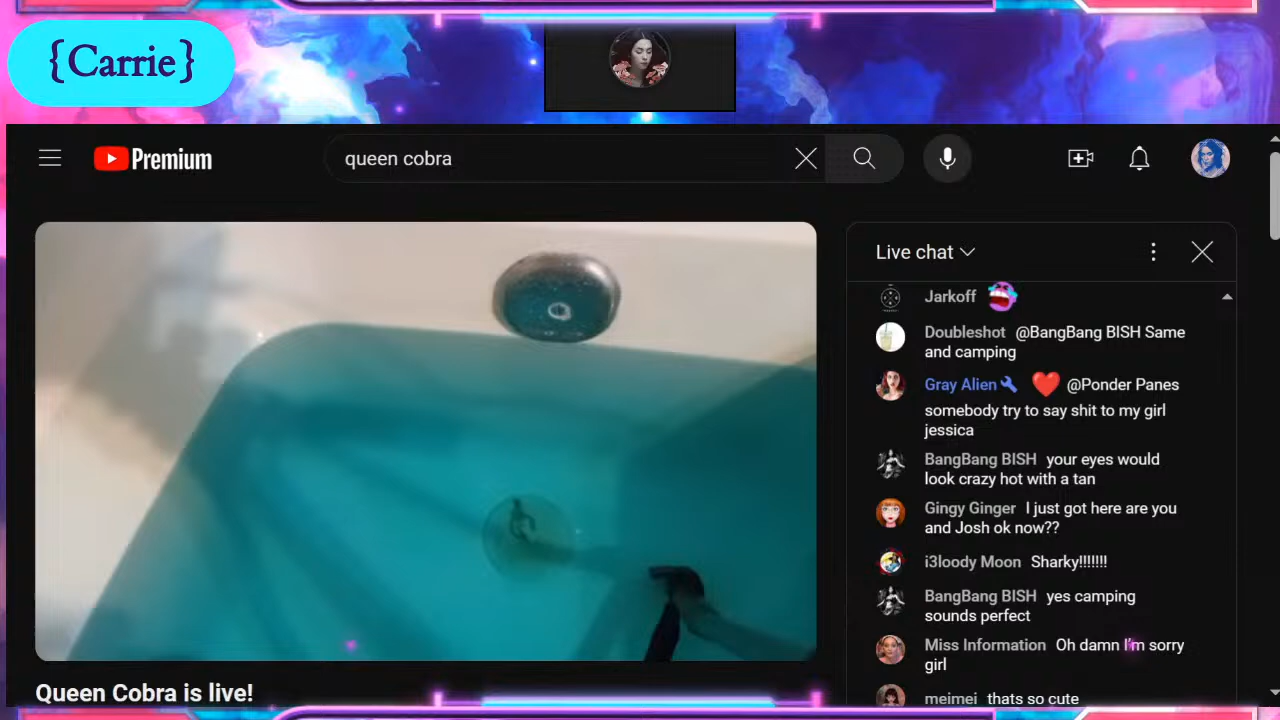 {Carrie}
Premium
queen cobra
Live chat
Jarkoff
Doubleshot @BangBang BISH Same
and camping
Gray Alien @Ponder Panes
somebody try to say shit to my girl
jessica
BangBang BISH your eyes would
look crazy hot with a tan
Gingy Ginger I just got here are you
and Josh ok now??
i3loody Moon Sharky!!!!!!!
BangBang BISH yes camping
sounds perfect
Miss Information Oh damn I'm sorry
girl
meimei thats so cute
Queen Cobra is live!